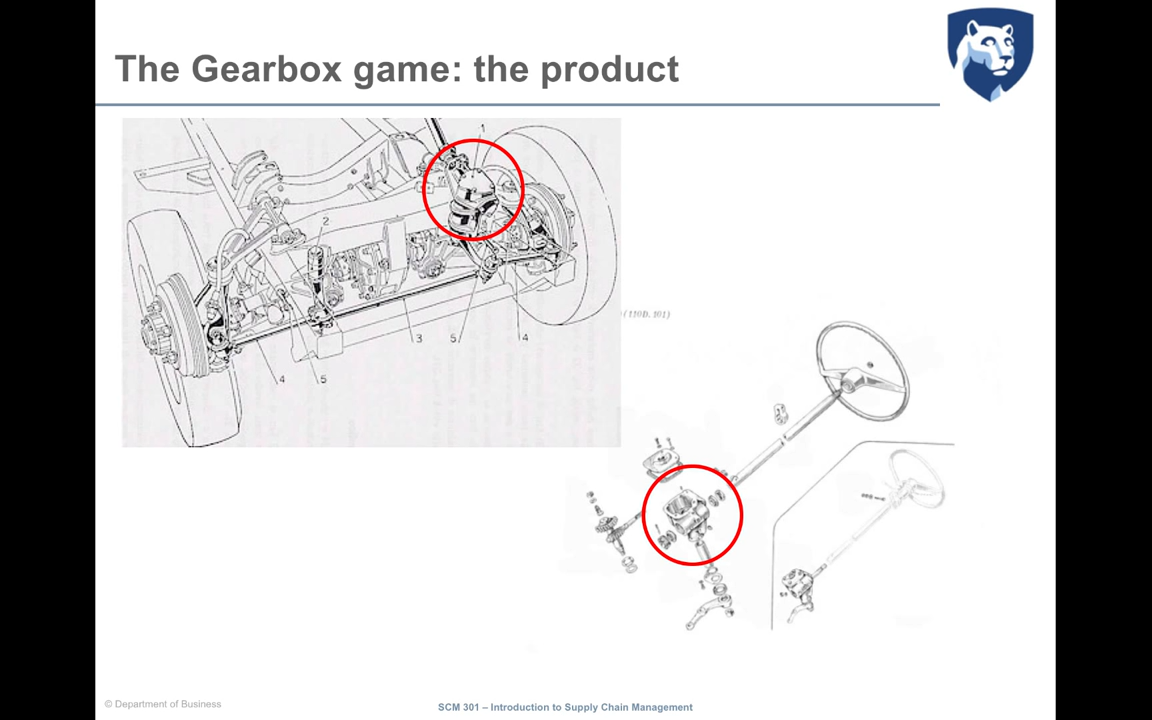 The Gearbox game: the product
1
2
3
5
4
4
5
(110D.101)
© Department of Business
SCM 301 – Introduction to Supply Chain Management